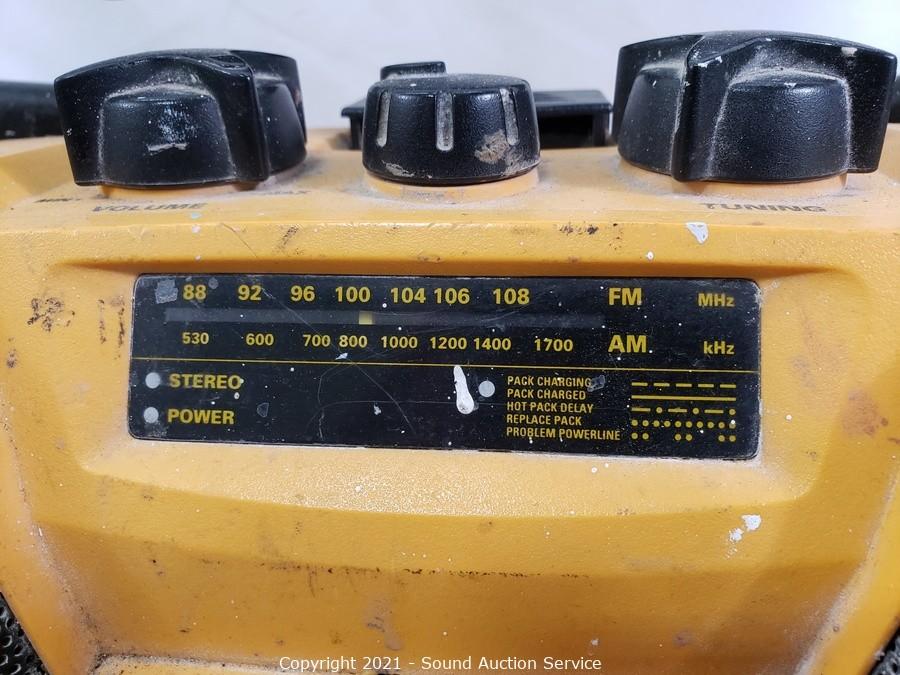 VOLUME
TUNING
88 92 96 100 104 106 108 FM MHz
530 600 700 800 1000 1200 1400 1700 AM kHz
STEREO
POWER
PACK CHARGING
PACK CHARGED
HOT PACK DELAY
REPLACE PACK
PROBLEM POWERLINE
Copyright 2021 - Sound Auction Service